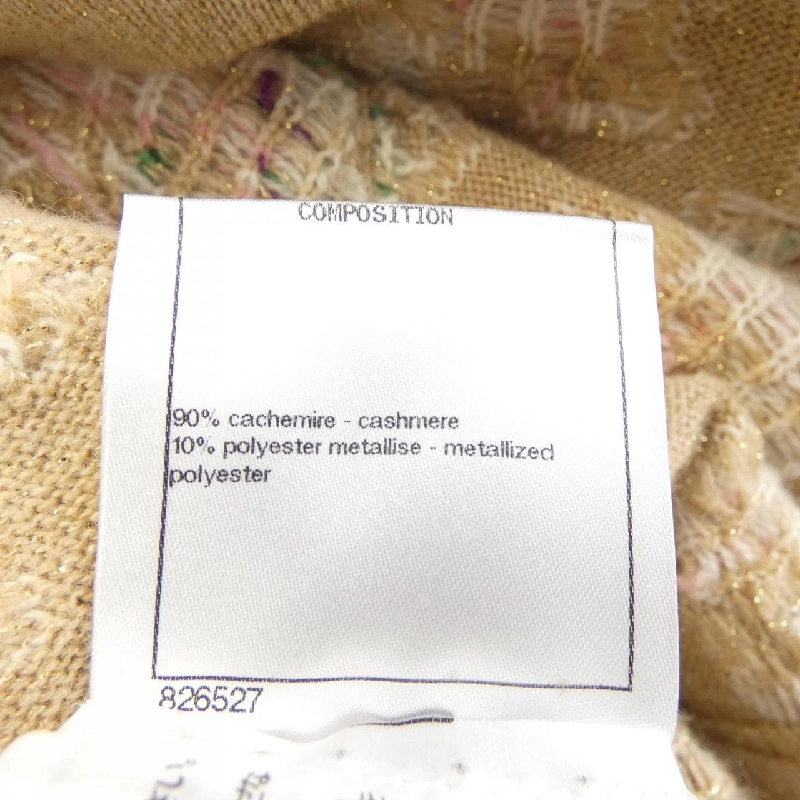 COMPOSITION
90% cachemire - cashmere
10% polyester metallise - metallized
polyester
826527